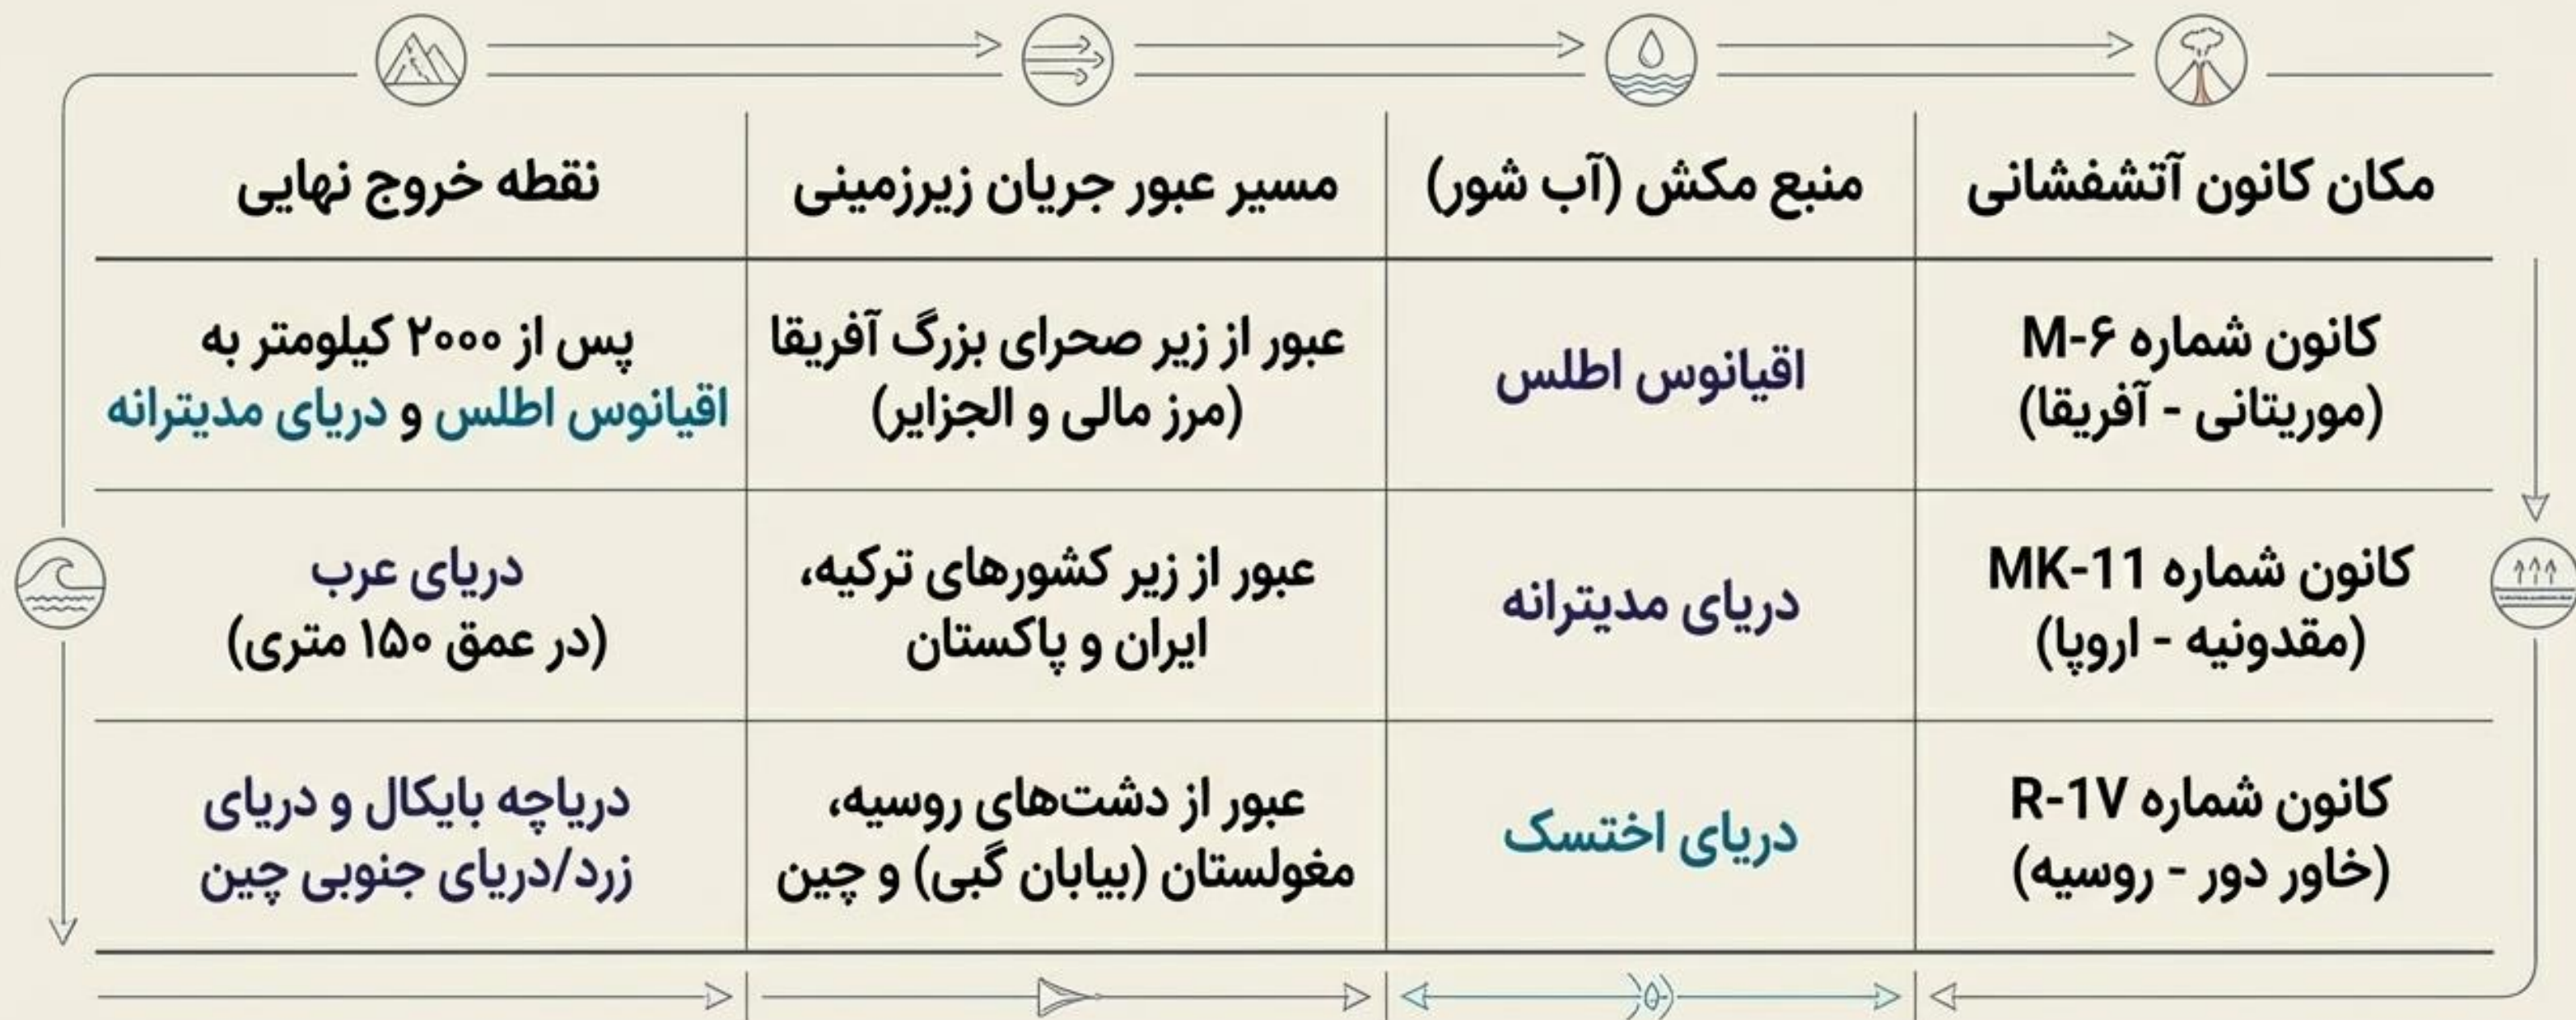 مکان کانون آتشفشانی
منبع مکش (آب شور)
مسیر عبور جریان زیرزمینی
نقطه خروج نهایی
کانون شماره M-۶
(موریتانی - آفریقا)
اقیانوس اطلس
عبور از زیر صحرای بزرگ آفریقا
(مرز مالی و الجزایر)
پس از ۲۰۰۰ کیلومتر به
اقیانوس اطلس و دریای مدیترانه
کانون شماره MK-11
(مقدونیه - اروپا)
دریای مدیترانه
عبور از زیر کشورهای ترکیه،
ایران و پاکستان
دریای عرب
(در عمق ۱۵۰ متری)
کانون شماره R-1V
(خاور دور - روسیه)
دریای اختسک
عبور از دشت‌های روسیه،
مغولستان (بیابان گبی) و چین
دریاچه بایکال و دریای
زرد/دریای جنوبی چین